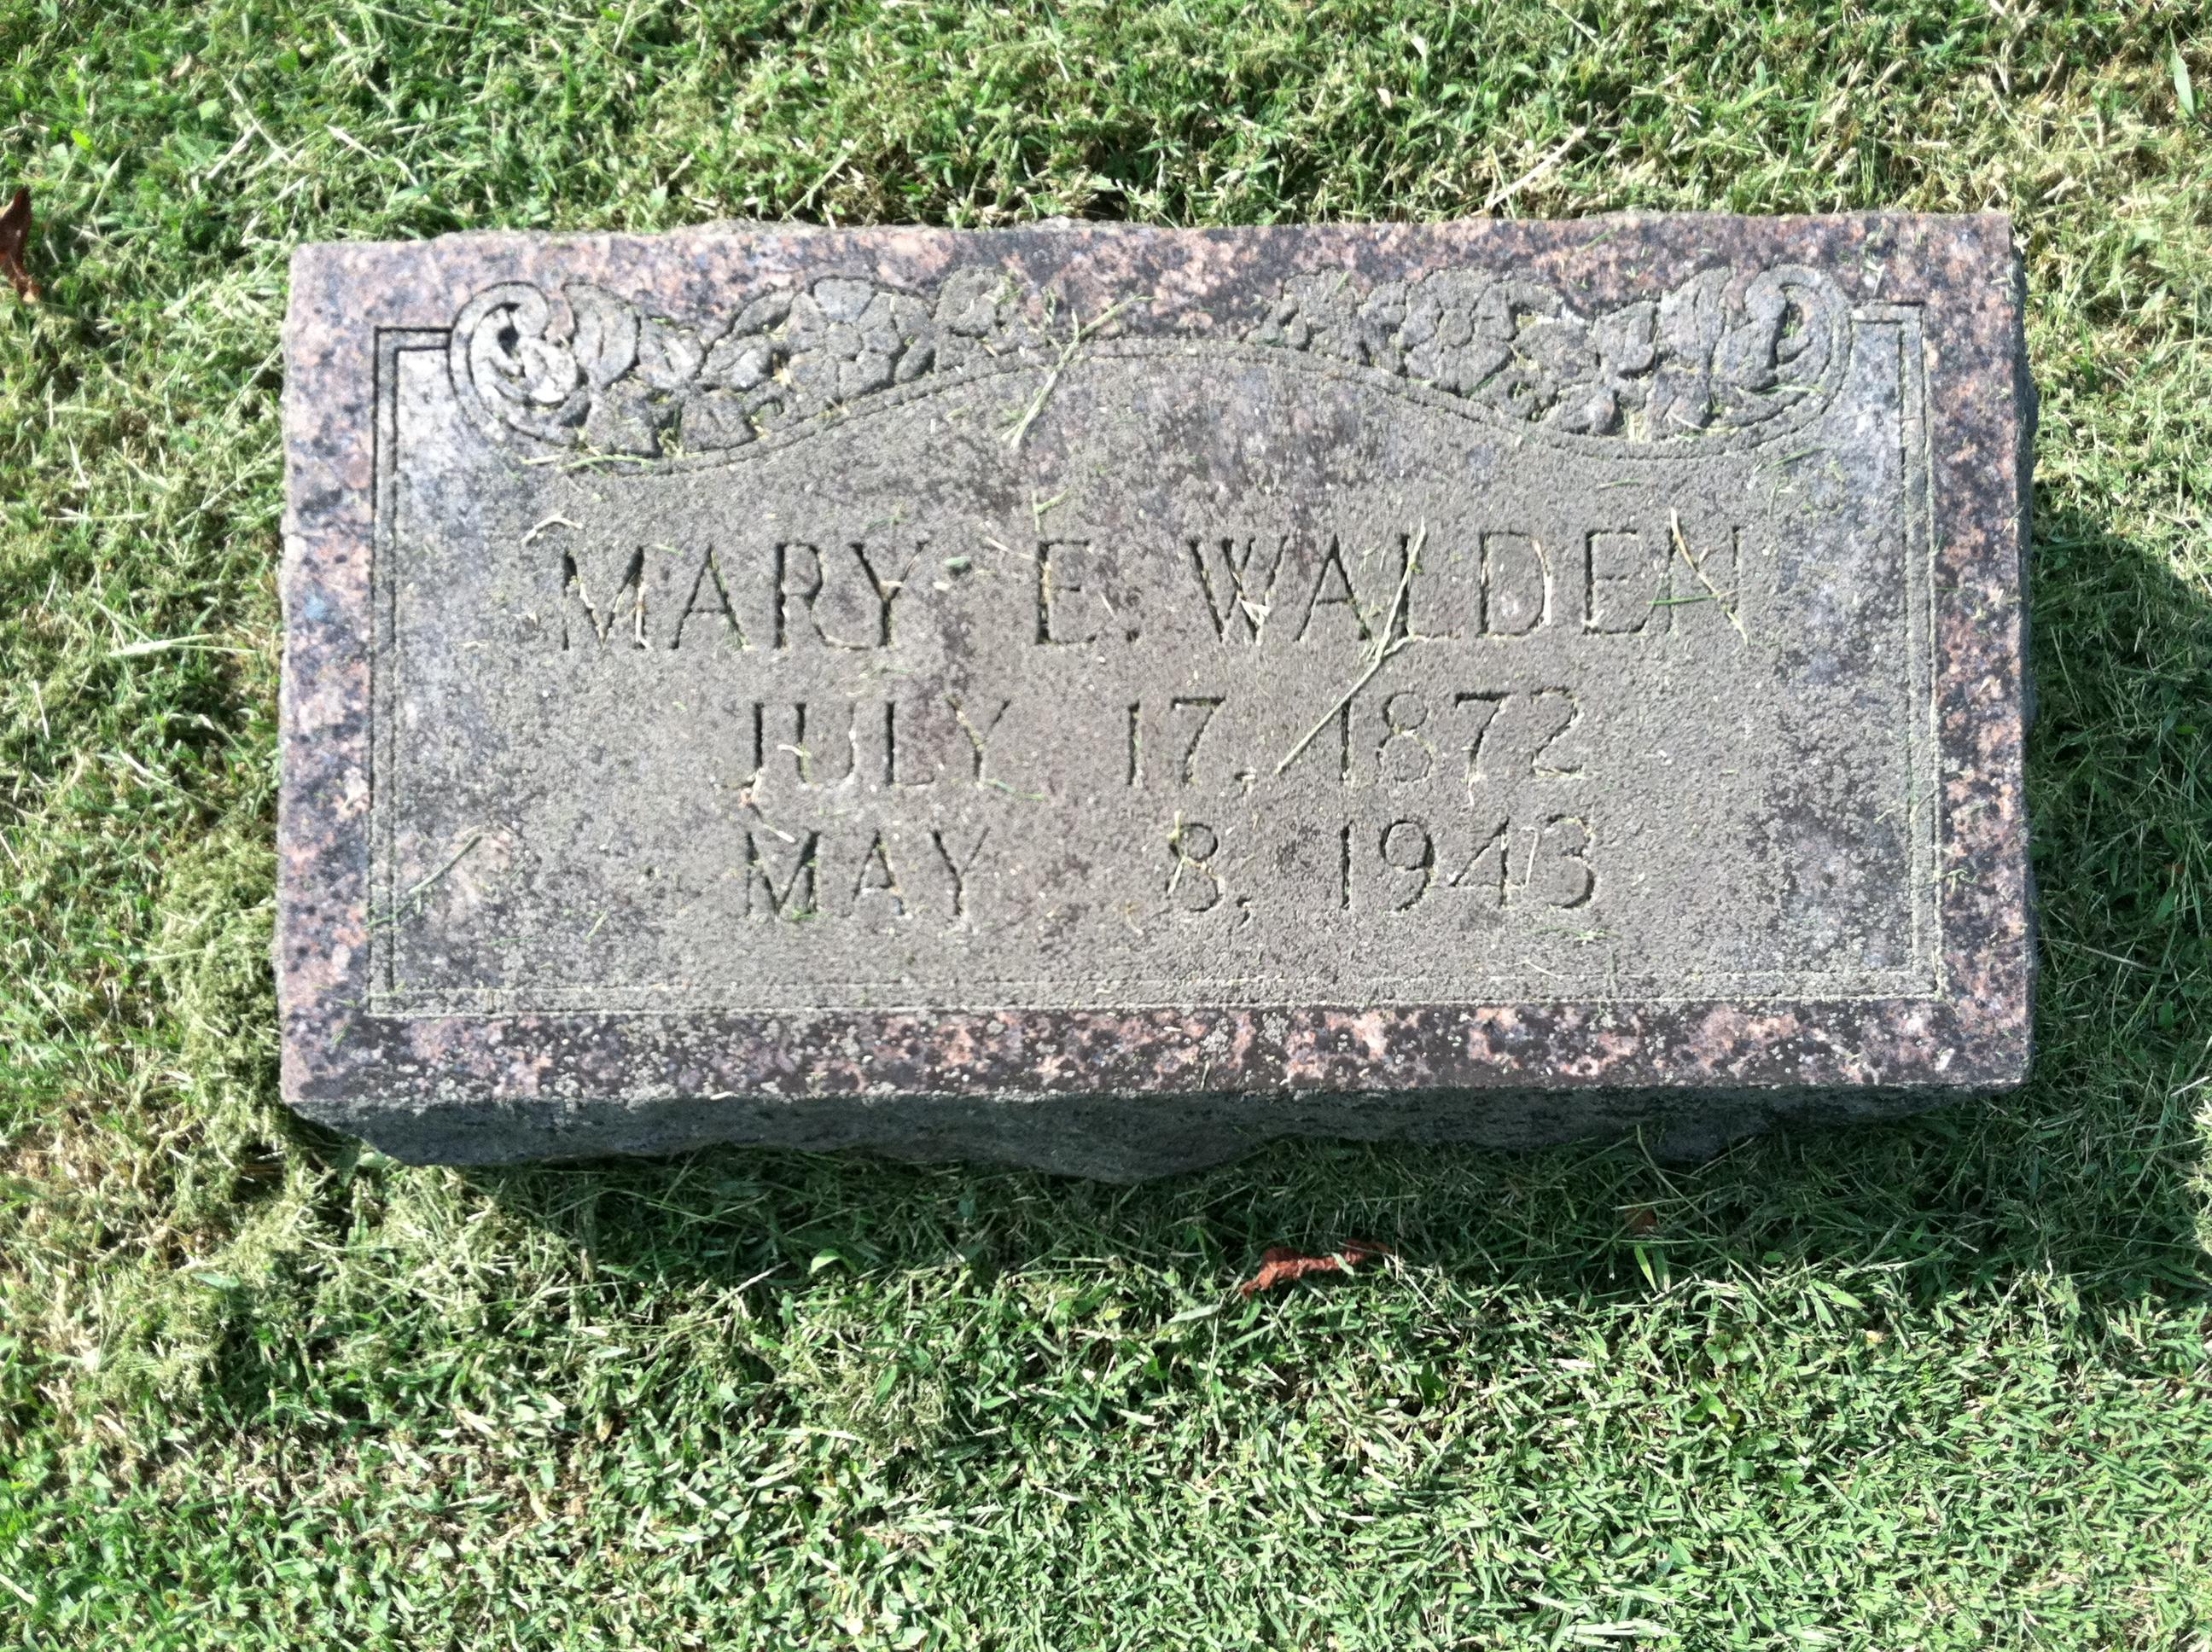 MARY E. WALDEN
JULY 17, 1872
MAY 8, 1943